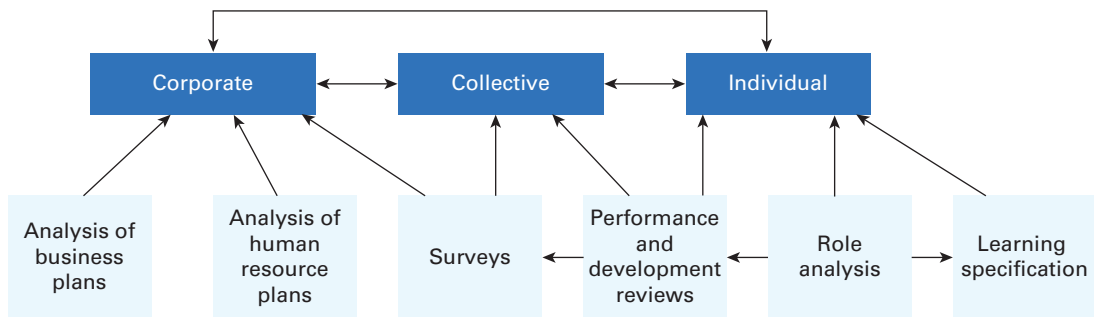 Corporate
Collective
Individual
Analysis of
business
plans
Analysis of
human
resource
plans
Surveys
Performance
and
development
reviews
Role
analysis
Learning
specification